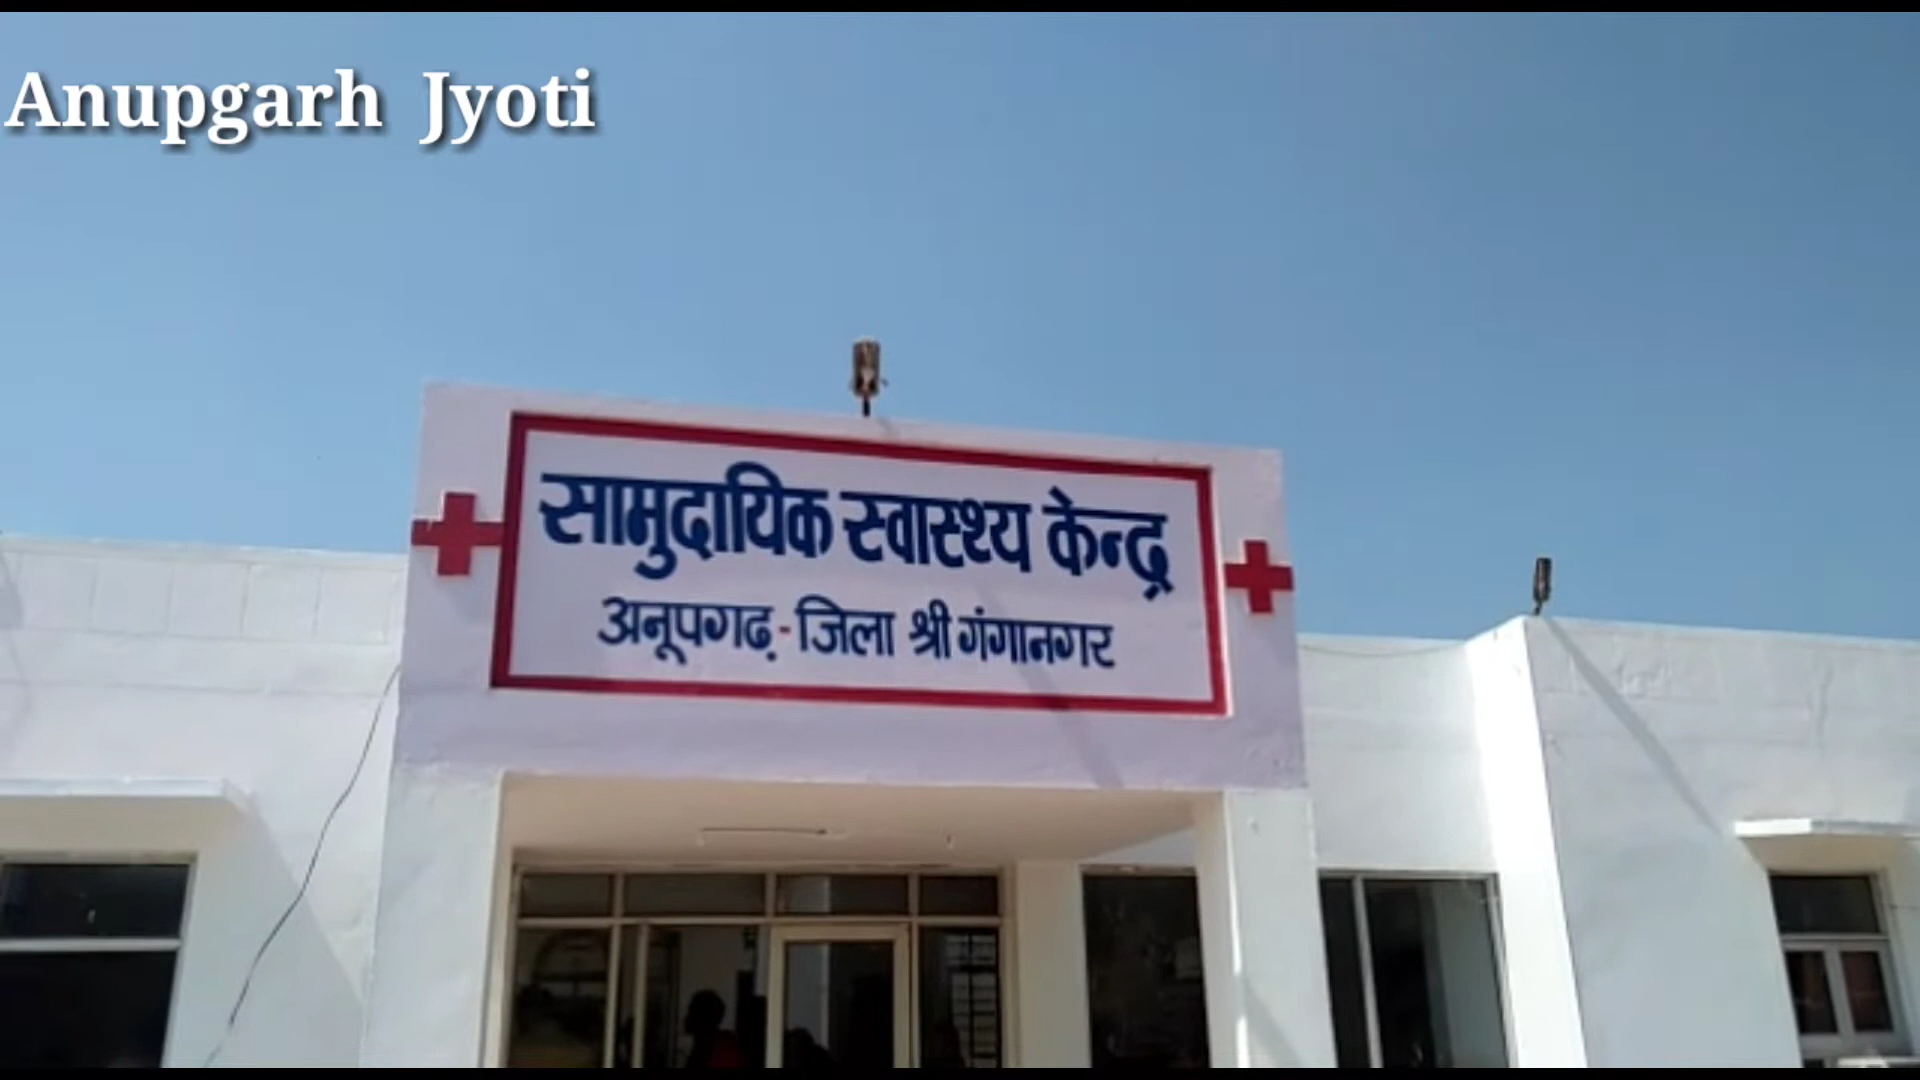 Anupgarh Jyoti
सामुदायिक स्वास्थ्य केन्द्र
अनूपगढ़-जिला श्री गंगानगर